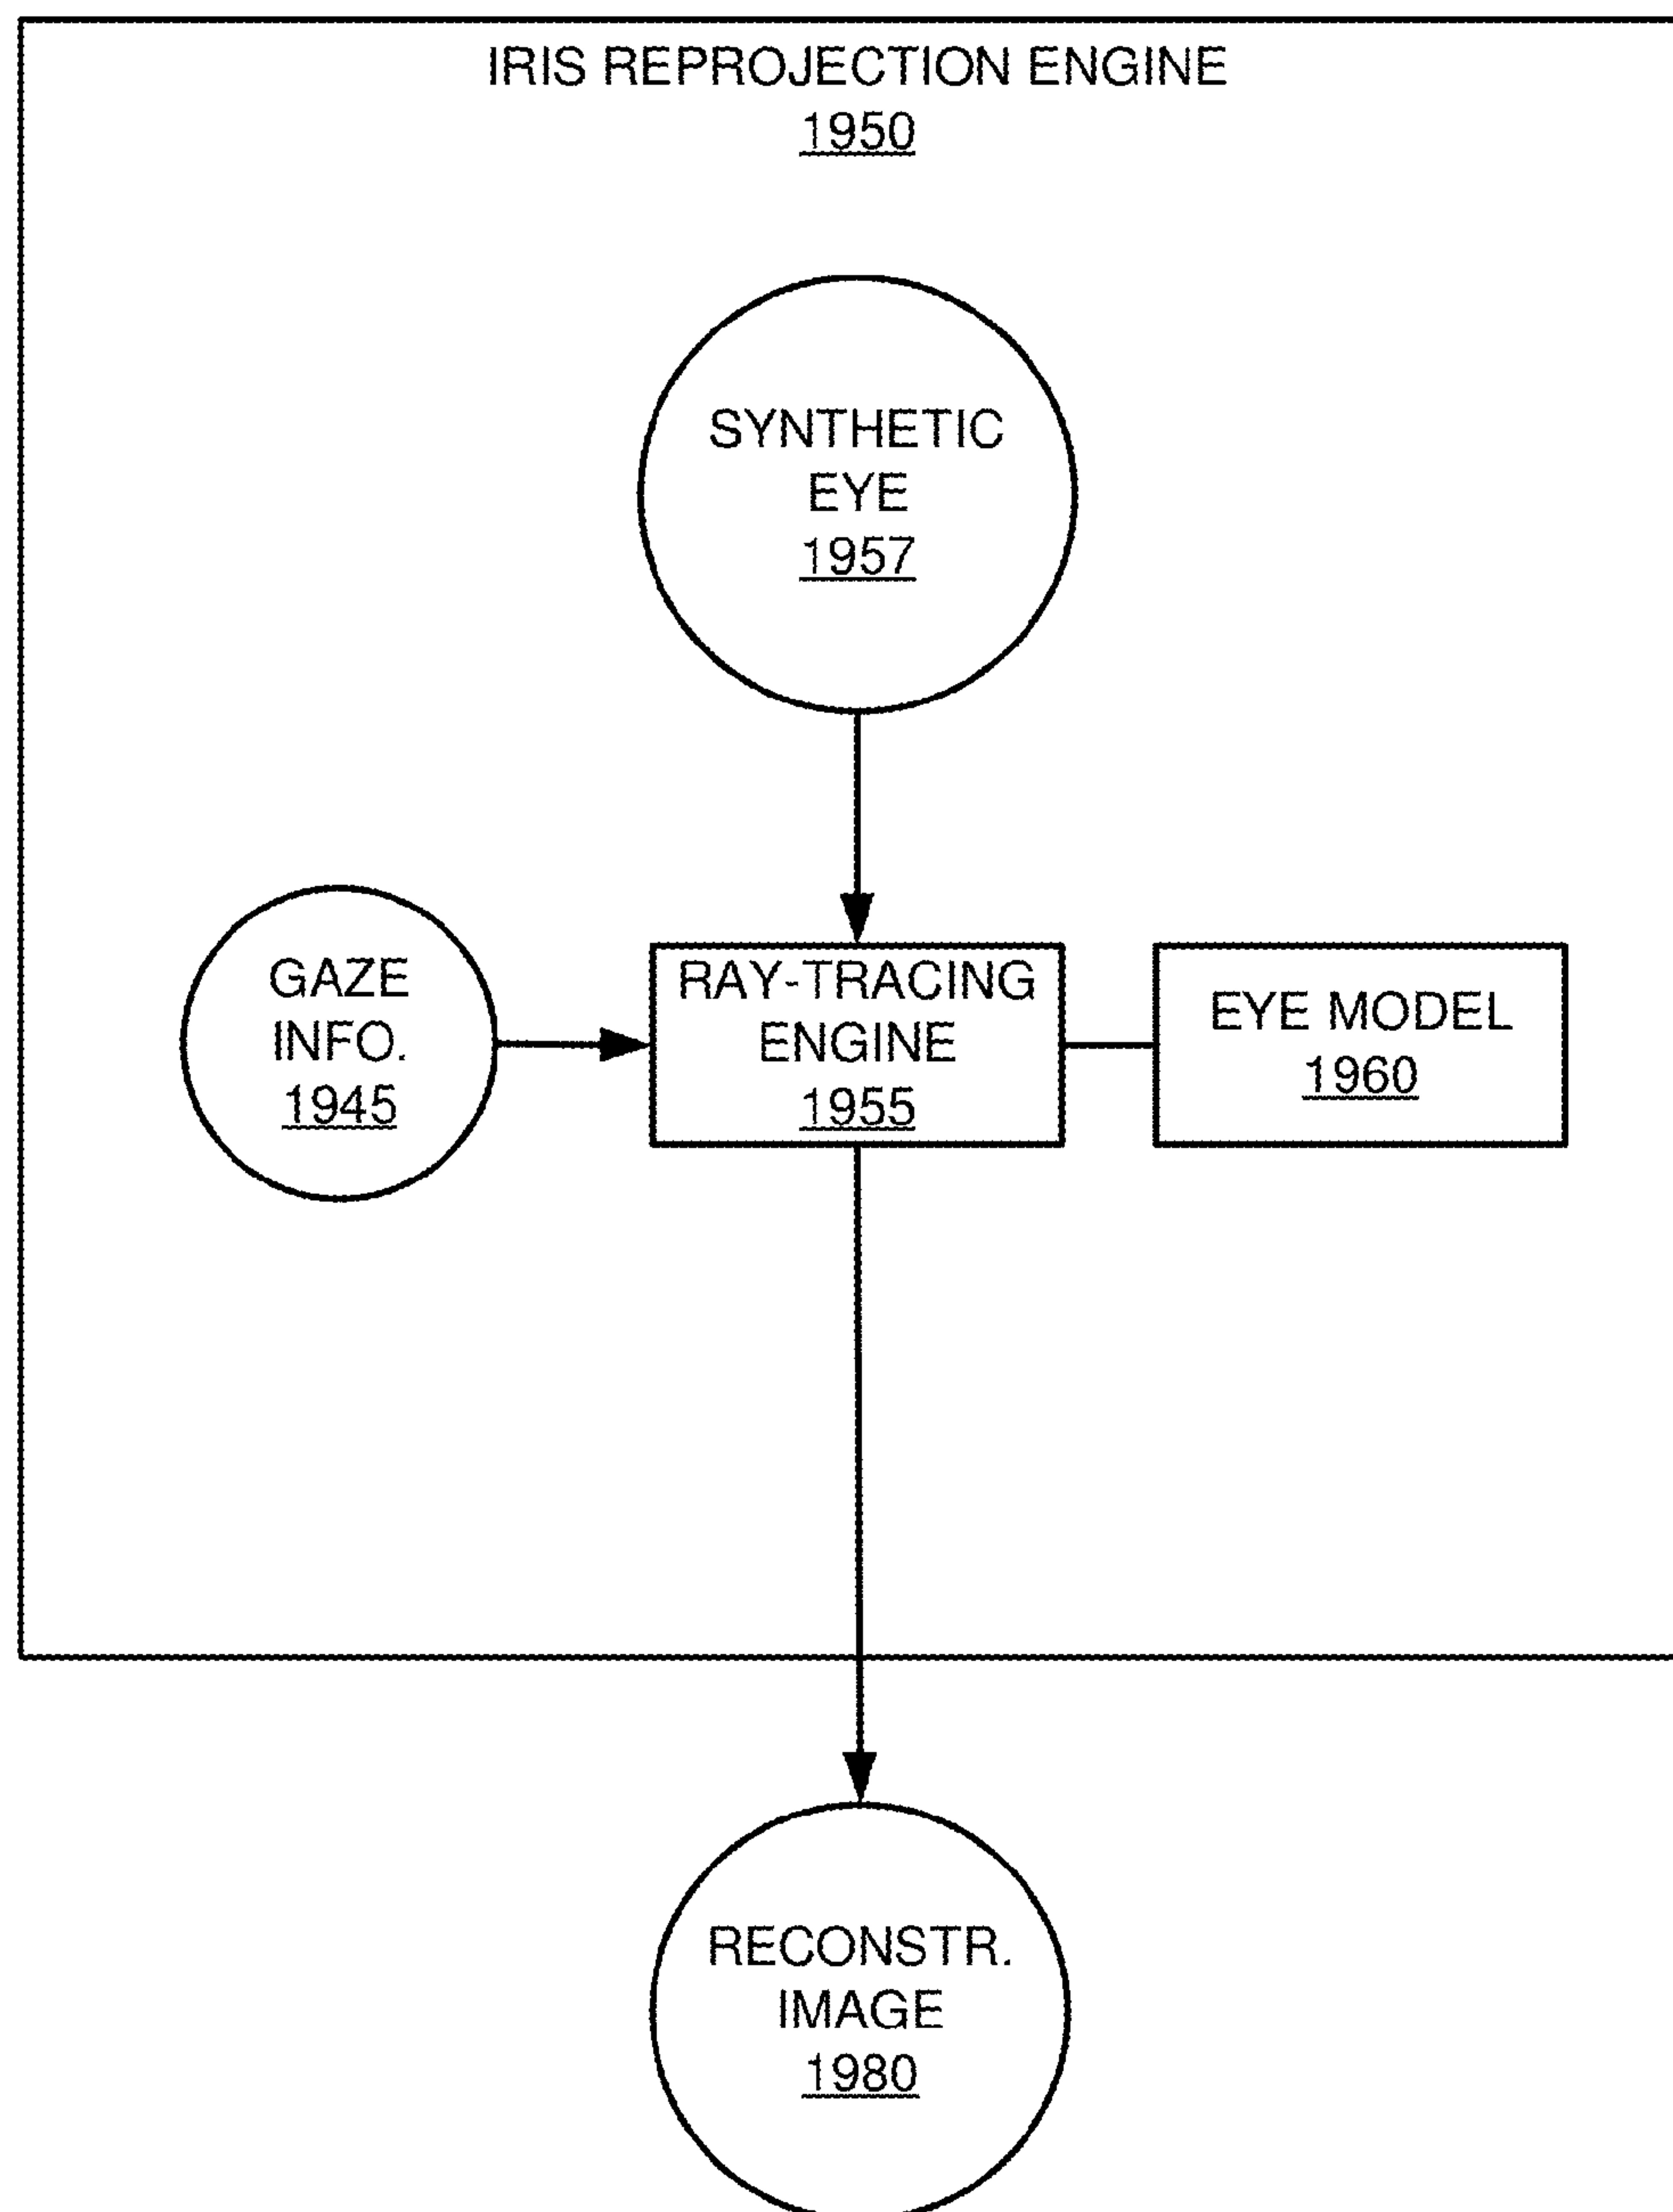 IRIS REPROJECTION ENGINE
1950
SYNTHETIC
EYE
1957
GAZE
INFO.
1945
RAY-TRACING
ENGINE
1955
EYE MODEL
1960
RECONSTR.
IMAGE
1980